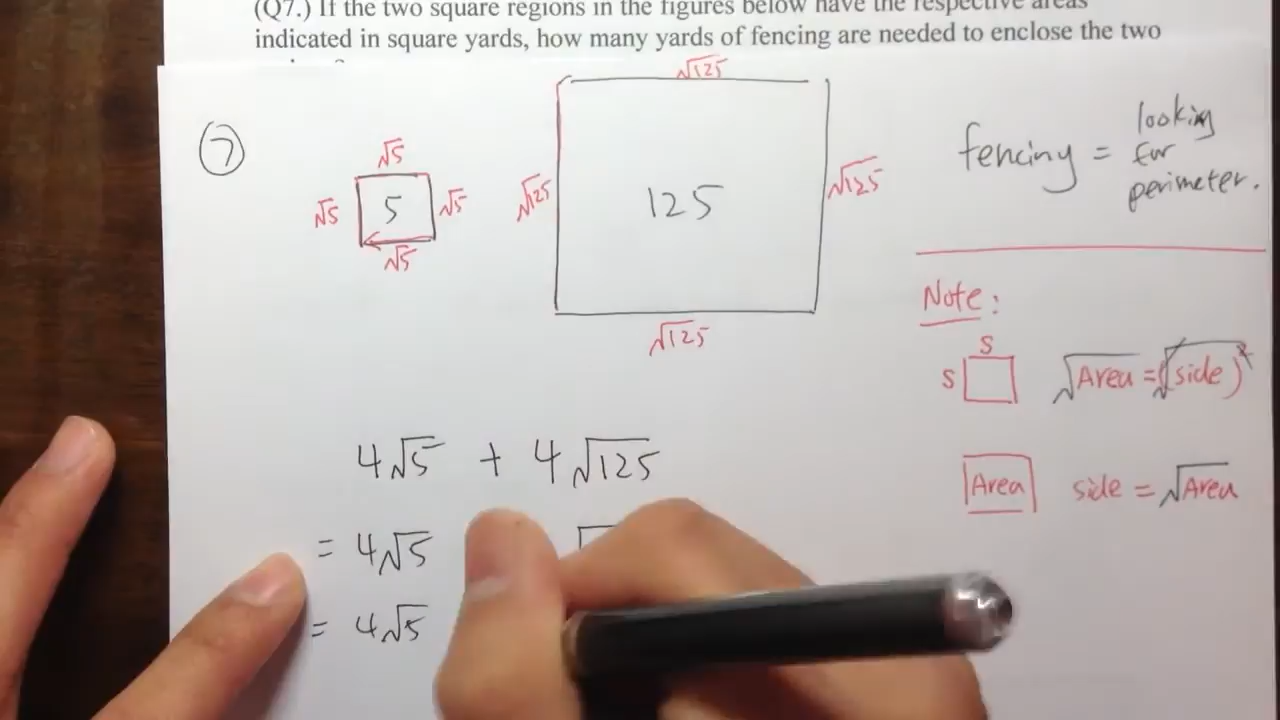 (Q7.) If the two square regions in the figures below have the respective areas
indicated in square yards, how many yards of fencing are needed to enclose the two
7
√5
√5
5
√5
√5
√125
√125
125
√125
√125
fencing = looking for perimeter.
Note:
s
s
√Area = √(side)²
Area side = √Area
4√5 + 4√125
= 4√5
= 4√5